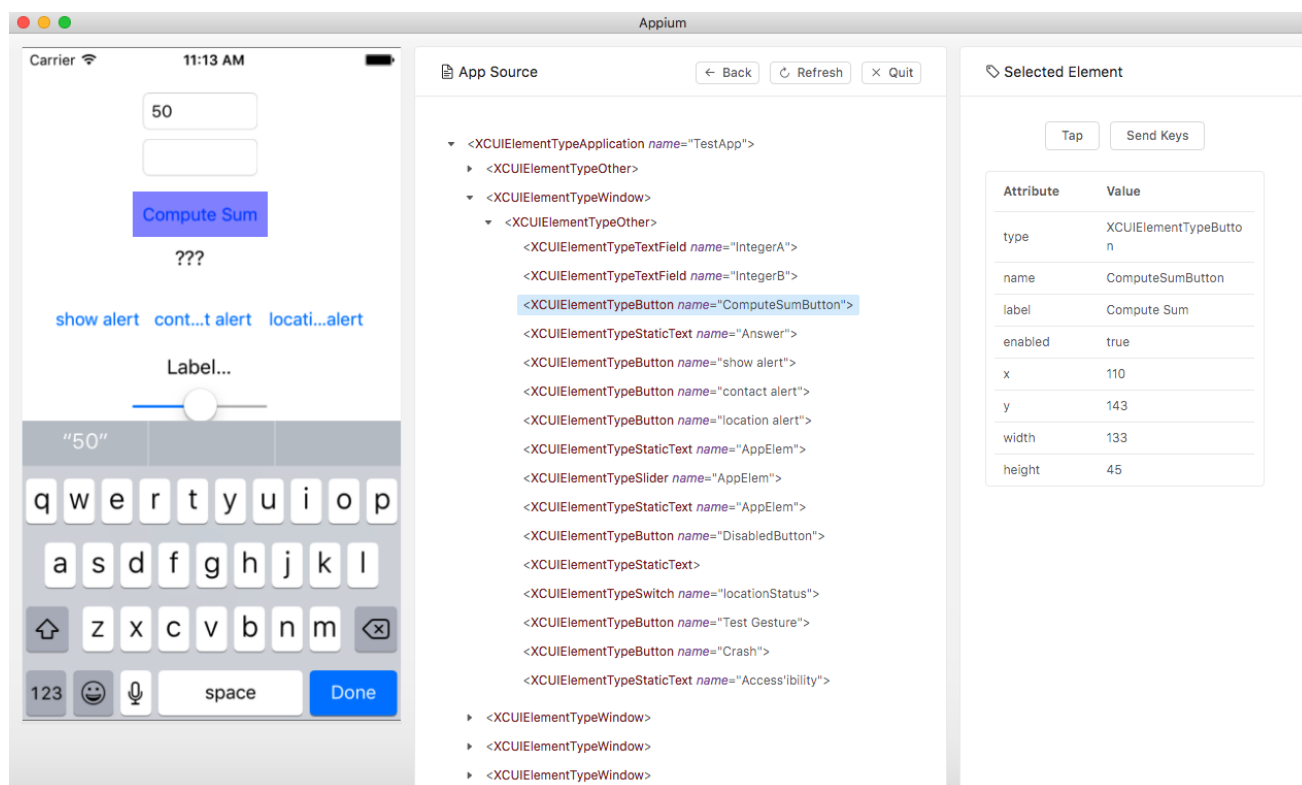 Appium
Carrier 11:13 AM
50
Compute Sum
???
show alert cont...t alert locati...alert
Label...
“50”
q w e r t y u i o p
a s d f g h j k l
z x c v b n m
123 space Done
App Source
Back Refresh Quit
<XCUIElementTypeApplication name="TestApp">
<XCUIElementTypeOther>
<XCUIElementTypeWindow>
<XCUIElementTypeOther>
<XCUIElementTypeTextField name="IntegerA">
<XCUIElementTypeTextField name="IntegerB">
<XCUIElementTypeButton name="ComputeSumButton">
<XCUIElementTypeStaticText name="Answer">
<XCUIElementTypeButton name="show alert">
<XCUIElementTypeButton name="contact alert">
<XCUIElementTypeButton name="location alert">
<XCUIElementTypeStaticText name="AppElem">
<XCUIElementTypeSlider name="AppElem">
<XCUIElementTypeStaticText name="AppElem">
<XCUIElementTypeButton name="DisabledButton">
<XCUIElementTypeStaticText>
<XCUIElementTypeSwitch name="locationStatus">
<XCUIElementTypeButton name="Test Gesture">
<XCUIElementTypeButton name="Crash">
<XCUIElementTypeStaticText name="Access'ibility">
<XCUIElementTypeWindow>
<XCUIElementTypeWindow>
<XCUIElementTypeWindow>
Selected Element
Tap Send Keys
Attribute Value
type XCUIElementTypeButto
n
name ComputeSumButton
label Compute Sum
enabled true
x 110
y 143
width 133
height 45